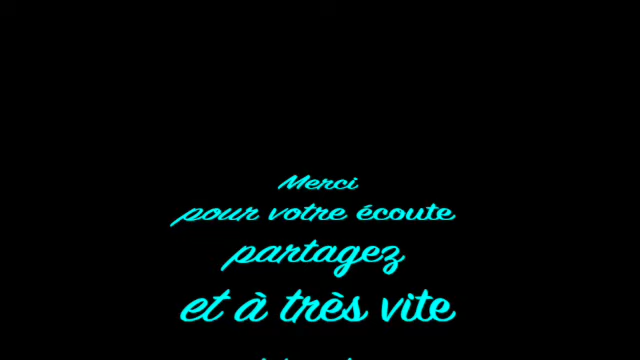 Merci
pour votre écoute
partagez
et à très vite